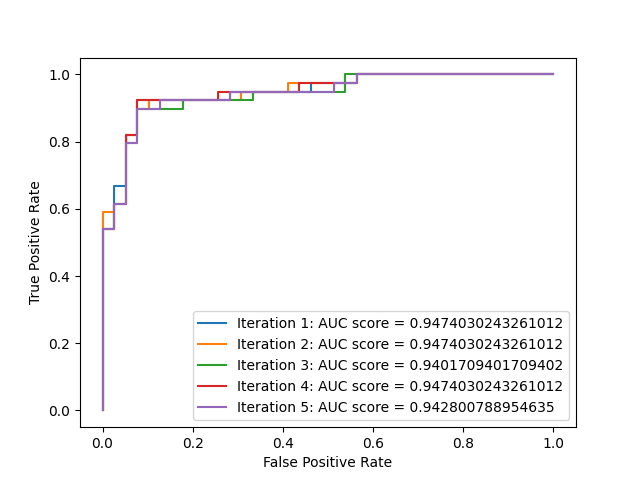 1.0
0.8
0.6
0.4
0.2
0.0
True Positive Rate
Iteration 1: AUC score = 0.9474030243261012
Iteration 2: AUC score = 0.9474030243261012
Iteration 3: AUC score = 0.9401709401709402
Iteration 4: AUC score = 0.9474030243261012
Iteration 5: AUC score = 0.942800788954635
0.0 0.2 0.4 0.6 0.8 1.0
False Positive Rate